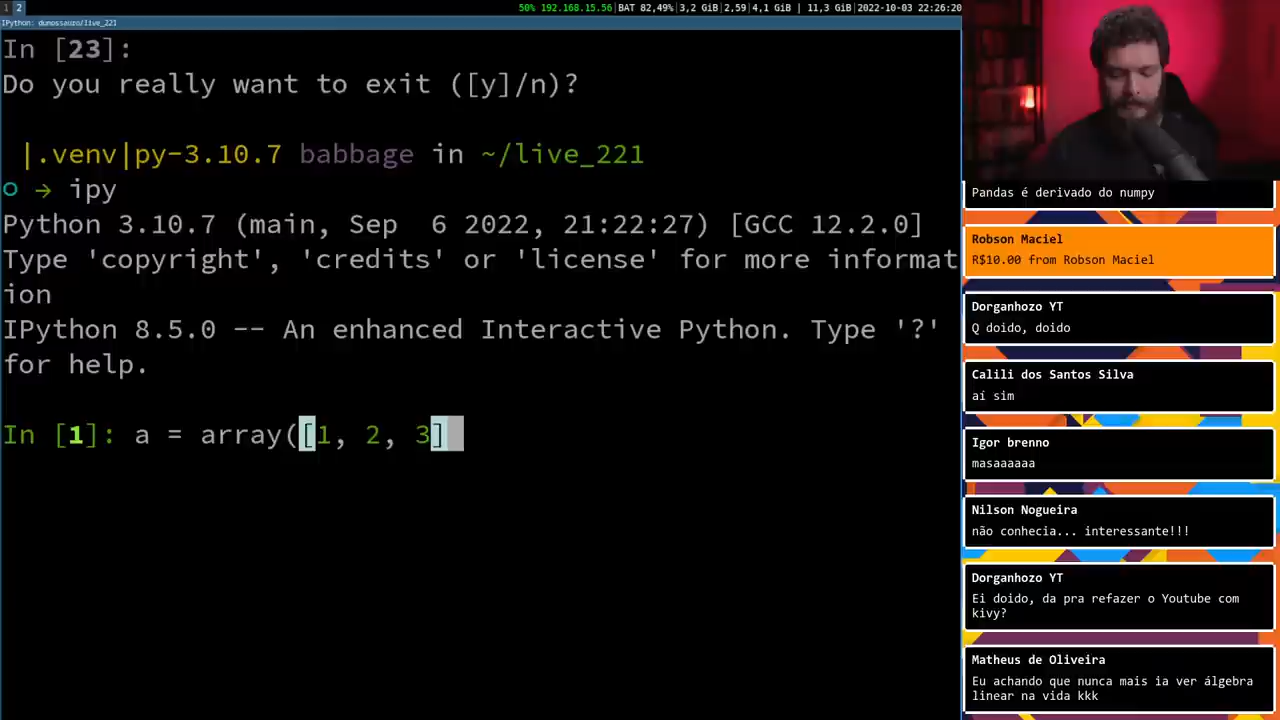 1 2
50% 192.168.15.56|BAT 82,49%|3,2 GiB|2,59|4,1 GiB | 11,3 GiB|2022-10-03 22:26:20
IPython: dunossauro/live_221
In [23]:
Do you really want to exit ([y]/n)?
|.venv|py-3.10.7 babbage in ~/live_221
○ → ipy
Python 3.10.7 (main, Sep  6 2022, 21:22:27) [GCC 12.2.0]
Type 'copyright', 'credits' or 'license' for more informat
ion
IPython 8.5.0 -- An enhanced Interactive Python. Type '?'
for help.
In [1]: a = array([1, 2, 3]
Pandas é derivado do numpy
Robson Maciel
R$10.00 from Robson Maciel
Dorganhozo YT
Q doido, doido
Calili dos Santos Silva
aí sim
Igor brenno
masaaaaaa
Nilson Nogueira
não conhecia... interessante!!!
Dorganhozo YT
Ei doido, da pra refazer o Youtube com
kivy?
Matheus de Oliveira
Eu achando que nunca mais ia ver álgebra
linear na vida kkk